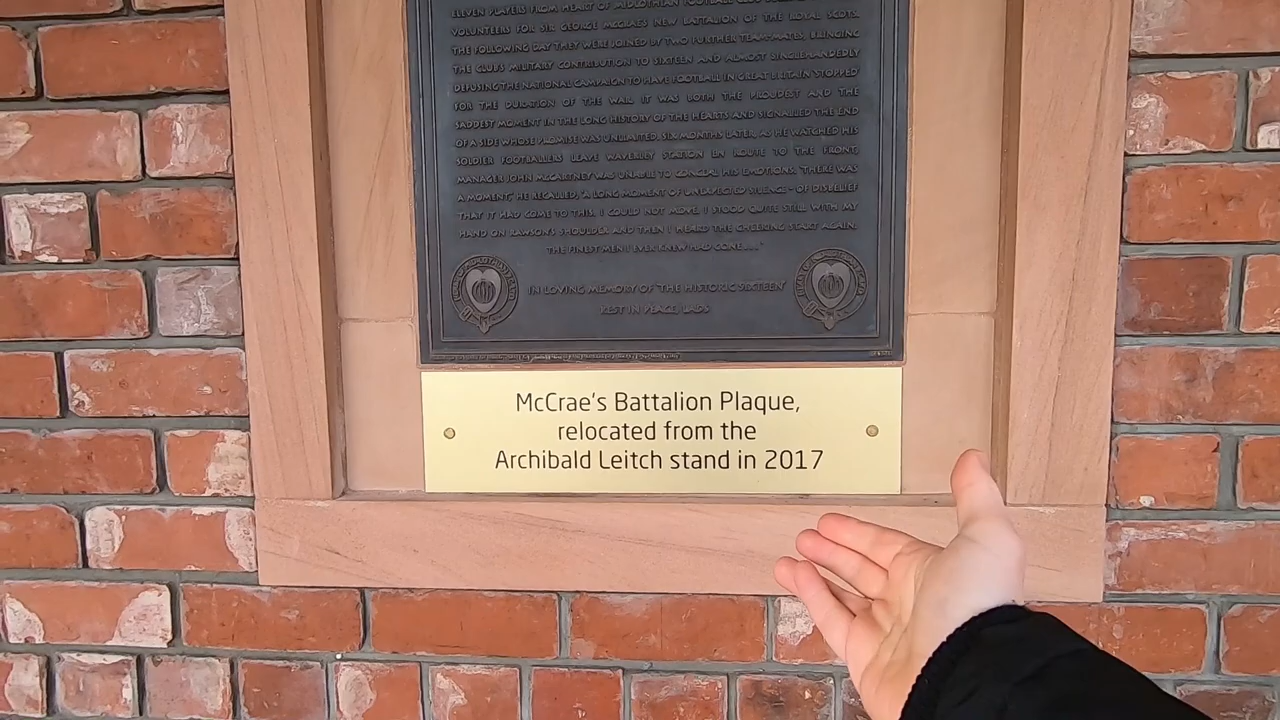 ELEVEN PLAYERS FROM HEART OF MIDLOTHIAN FOOTBALL CLUB
VOLUNTEERS FOR SIR GEORGE MCCRAE'S NEW BATTALION OF THE ROYAL SCOTS.
THE FOLLOWING DAY THEY WERE JOINED BY TWO FURTHER TEAM-MATES, BRINGING
THE CLUB'S MILITARY CONTRIBUTION TO SIXTEEN AND ALMOST SINGLE-HANDEDLY
DEFUSING THE NATIONAL CAMPAIGN TO HAVE FOOTBALL IN GREAT BRITAIN 'STOPPED'
FOR THE DURATION OF THE WAR. IT WAS BOTH THE PROUDEST AND THE
SADDEST MOMENT IN THE LONG HISTORY OF THE HEARTS AND SIGNALLED THE END
OF A SIDE WHOSE PROMISE WAS UNLIMITED. SIX MONTHS LATER, AS HE WATCHED HIS
SOLDIER FOOTBALLERS LEAVE WAVERLEY STATION EN ROUTE TO THE FRONT,
MANAGER JOHN MCCARTNEY WAS UNABLE TO CONCEAL HIS EMOTIONS. 'THERE WAS
A MOMENT,' HE RECALLED, 'A LONG MOMENT OF UNEXPECTED SILENCE - OF DISBELIEF
THAT IT HAD COME TO THIS. I COULD NOT MOVE. I STOOD QUITE STILL WITH MY
HAND ON RAWSON'S SHOULDER AND THEN I HEARD THE CHEERING START AGAIN.
THE FINEST MEN I EVER KNEW HAD GONE....'
IN LOVING MEMORY OF THE HISTORIC SIXTEEN
REST IN PEACE, LADS
McCrae's Battalion Plaque,
relocated from the
Archibald Leitch stand in 2017